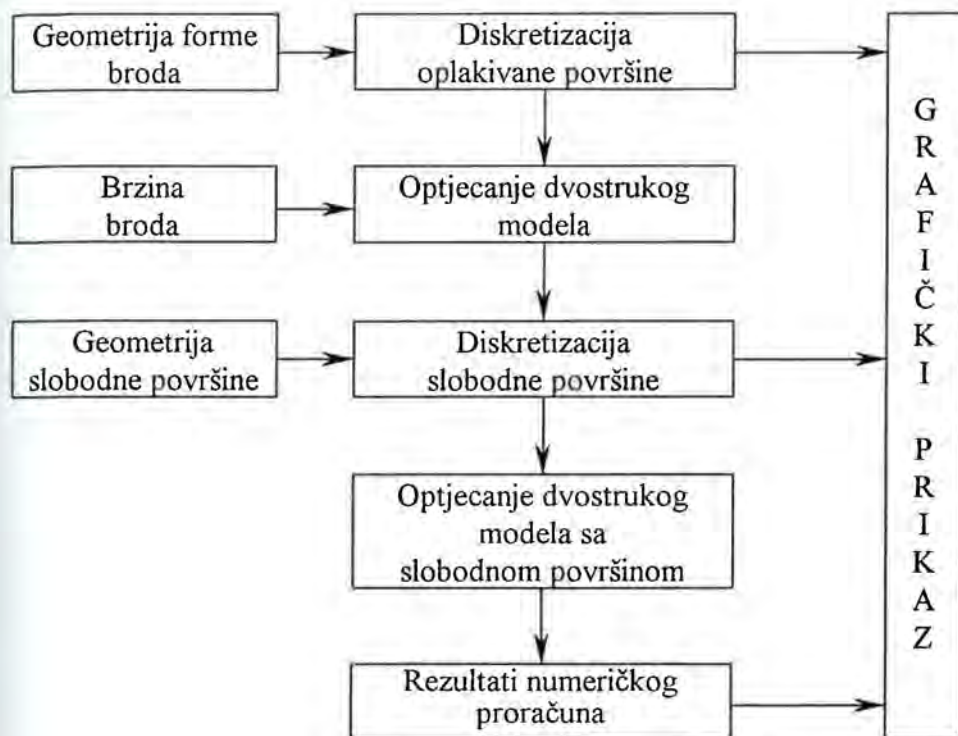 Geometrija forme
broda
Diskretizacija
oplakivane površine
Brzina
broda
Optjecanje dvostrukog
modela
Geometrija
slobodne površine
Diskretizacija
slobodne površine
Optjecanje dvostrukog
modela sa
slobodnom površinom
Rezultati numeričkog
proračuna
G
R
A
F
I
Č
K
I
P
R
I
K
A
Z